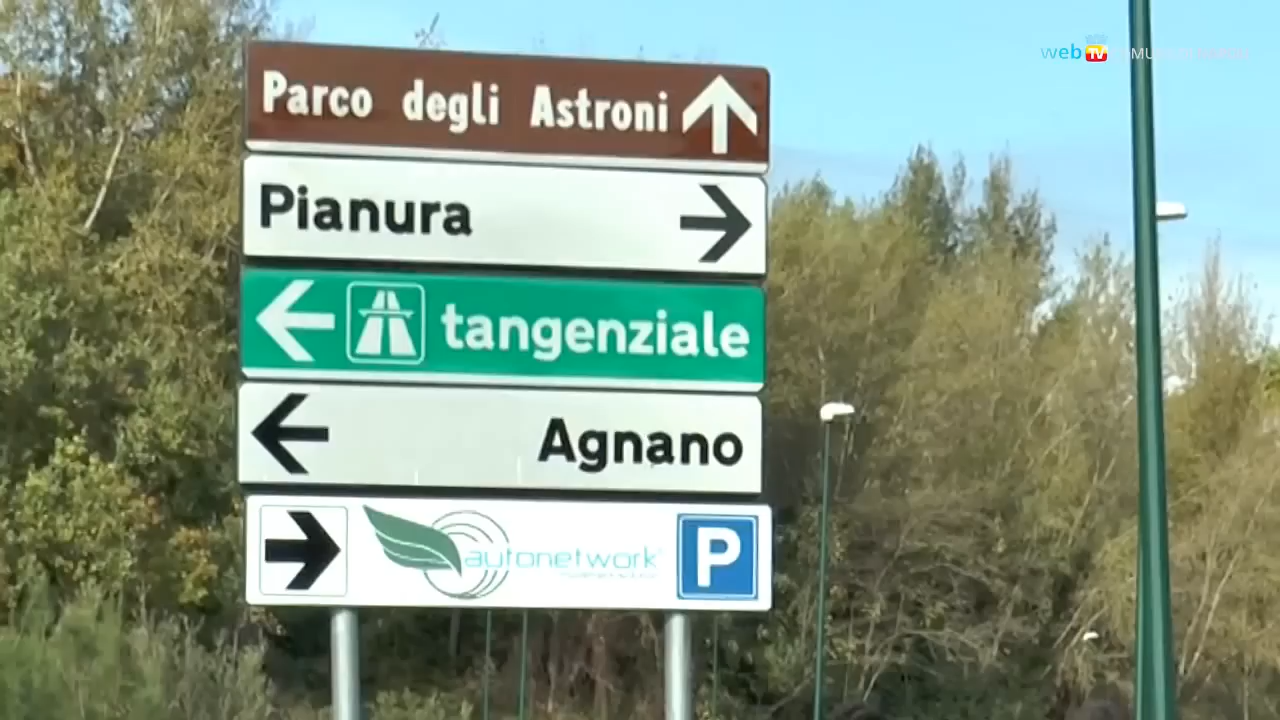 web TV
Parco degli Astroni
Pianura
tangenziale
Agnano
autonetwork
P